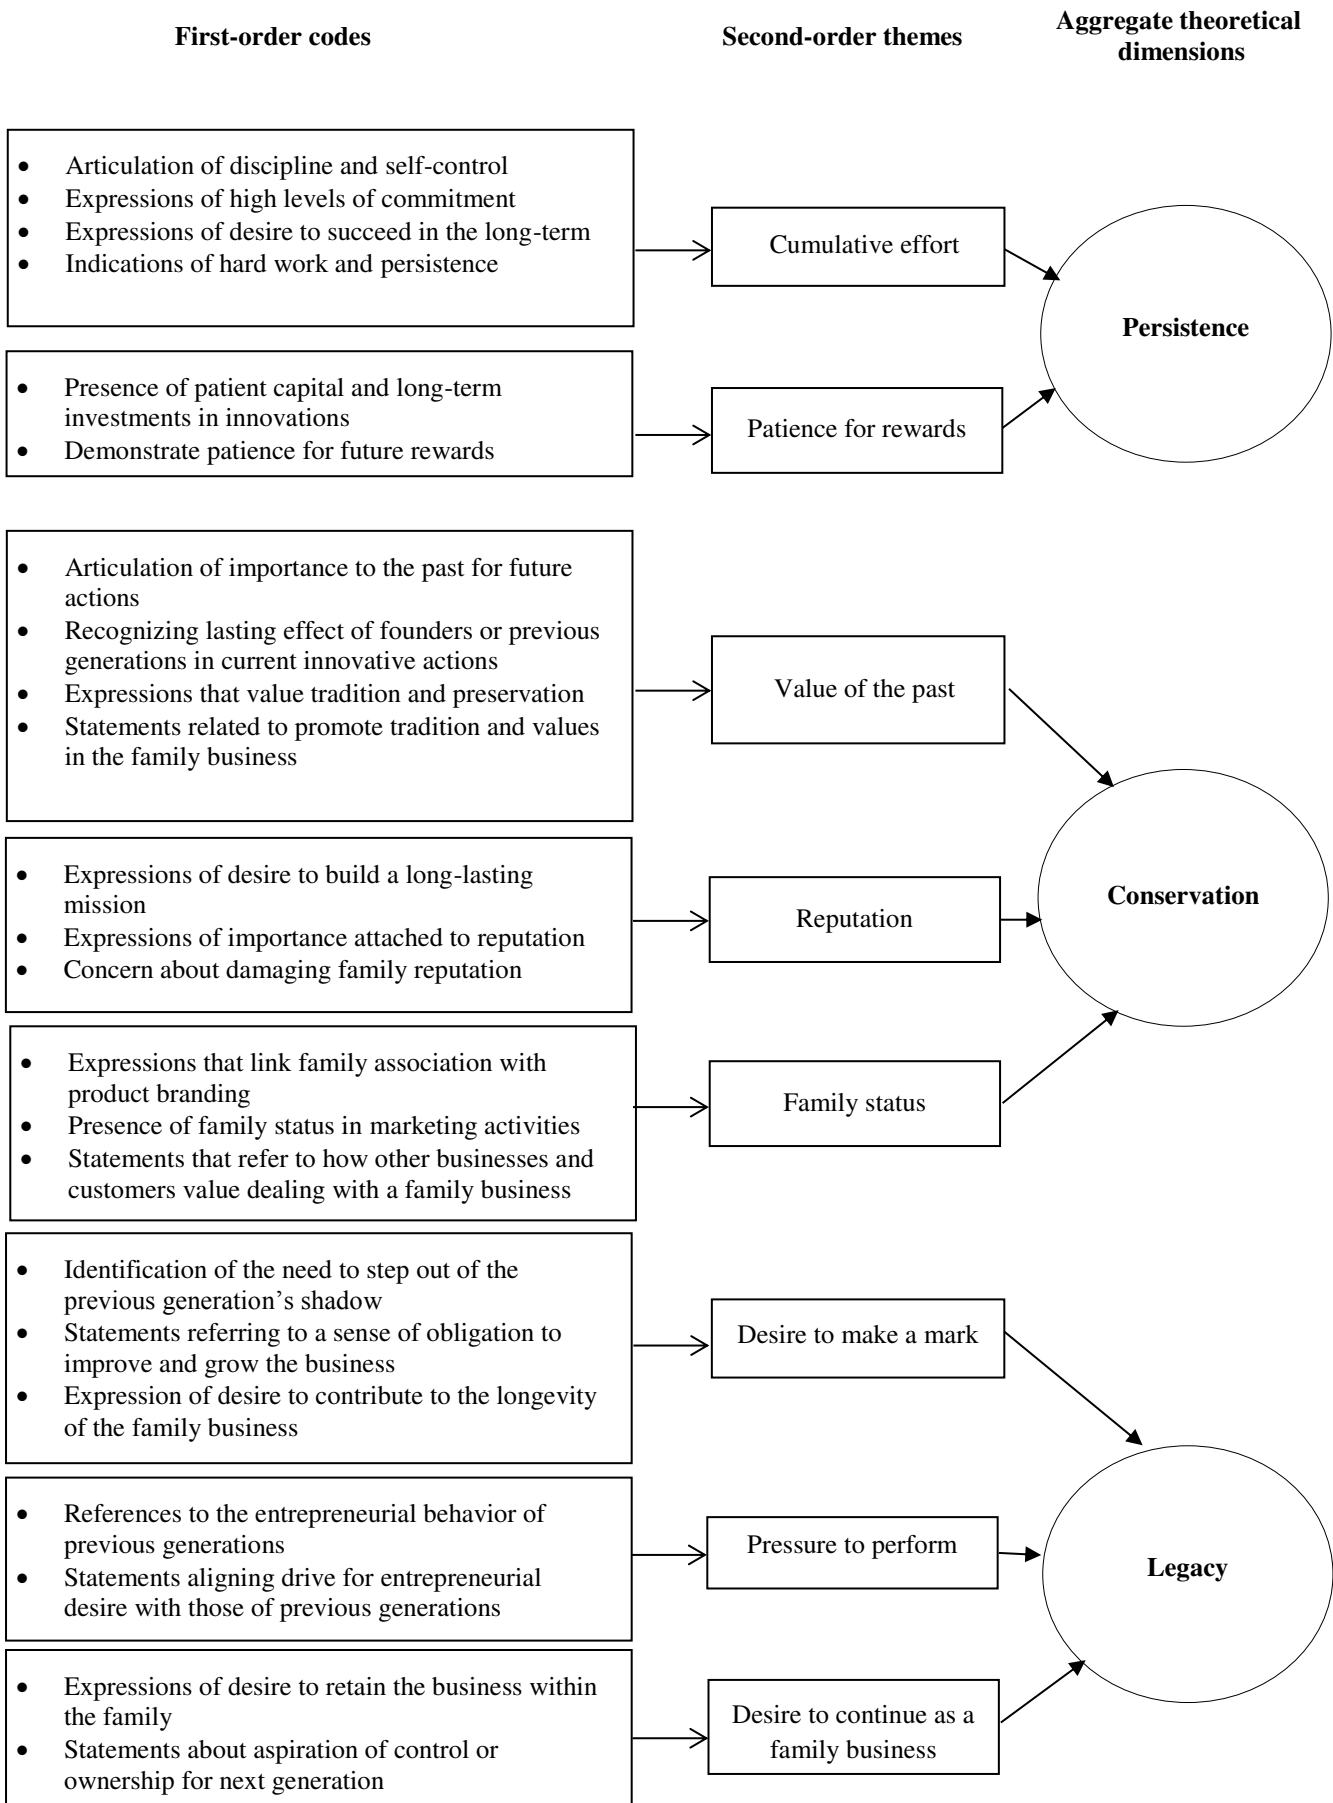 First-order codes
Second-order themes
Aggregate theoretical
dimensions
• Articulation of discipline and self-control
• Expressions of high levels of commitment
• Expressions of desire to succeed in the long-term
• Indications of hard work and persistence
Cumulative effort
Persistence
• Presence of patient capital and long-term
investments in innovations
• Demonstrate patience for future rewards
Patience for rewards
• Articulation of importance to the past for future
actions
• Recognizing lasting effect of founders or previous
generations in current innovative actions
• Expressions that value tradition and preservation
• Statements related to promote tradition and values
in the family business
Value of the past
• Expressions of desire to build a long-lasting
mission
• Expressions of importance attached to reputation
• Concern about damaging family reputation
Reputation
Conservation
• Expressions that link family association with
product branding
• Presence of family status in marketing activities
• Statements that refer to how other businesses and
customers value dealing with a family business
Family status
• Identification of the need to step out of the
previous generation’s shadow
• Statements referring to a sense of obligation to
improve and grow the business
• Expression of desire to contribute to the longevity
of the family business
Desire to make a mark
• References to the entrepreneurial behavior of
previous generations
• Statements aligning drive for entrepreneurial
desire with those of previous generations
Pressure to perform
Legacy
• Expressions of desire to retain the business within
the family
• Statements about aspiration of control or
ownership for next generation
Desire to continue as a
family business